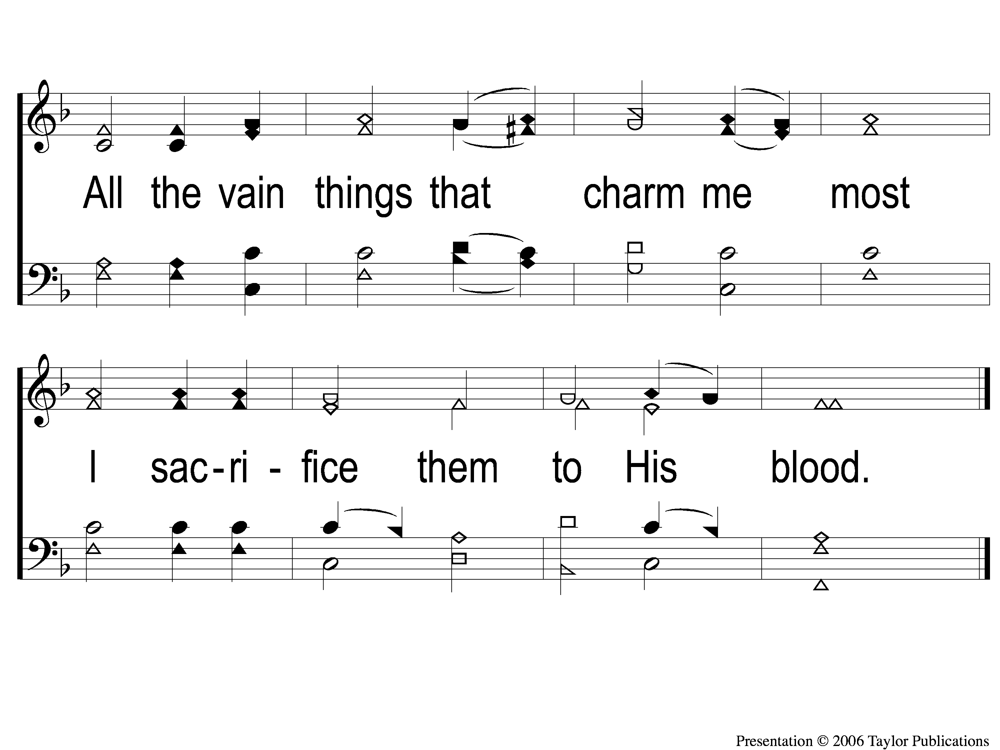 All the vain things that charm me most
I sac-ri - fice them to His blood.
Presentation © 2006 Taylor Publications